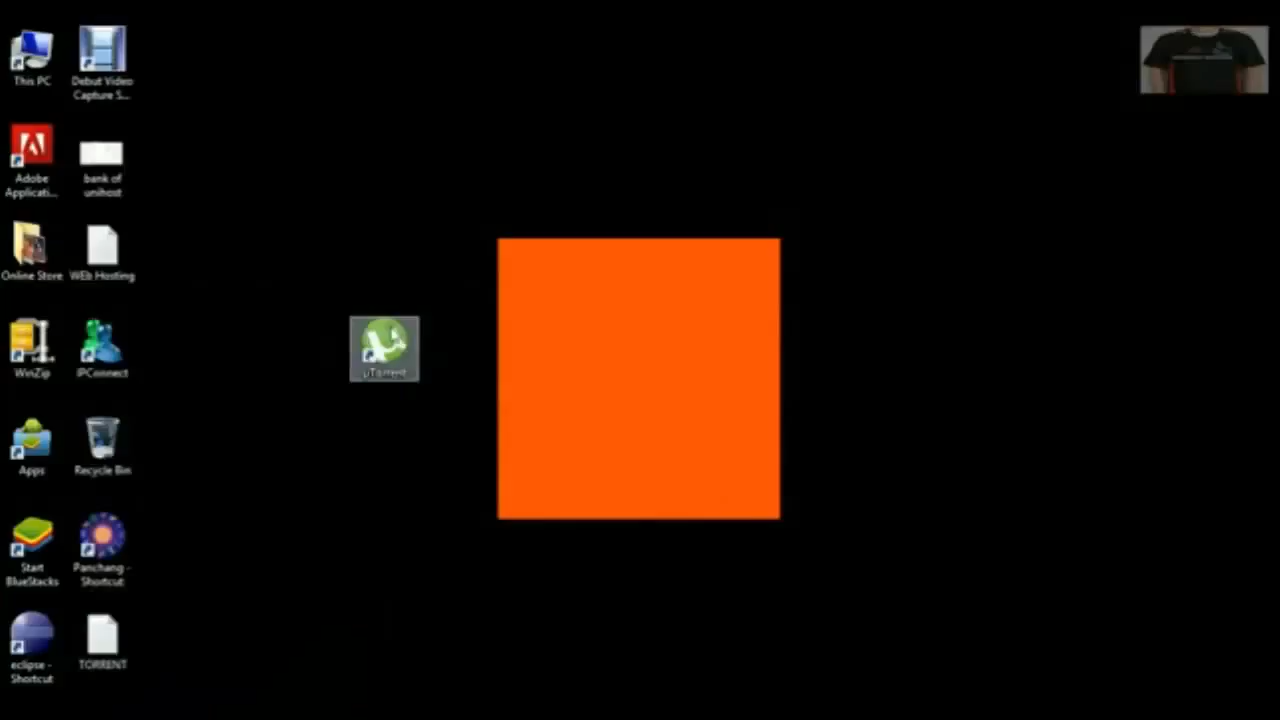 This PC
Debut Video
Capture S...
Adobe
Applicati...
bank of
unihost
Online Store
WEb Hosting
WinZip
IPConnect
µTorrent
Apps
Recycle Bin
Start
BlueStacks
Panchang -
Shortcut
eclipse -
Shortcut
TORRENT